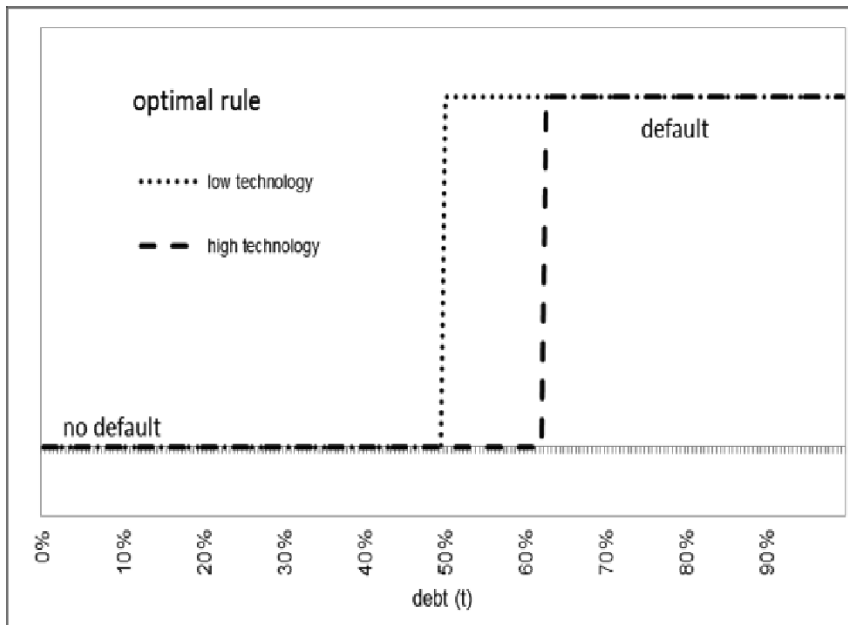 optimal rule
default
low technology
high technology
no default
0%
10%
20%
30%
40%
50%
60%
70%
80%
90%
debt (t)